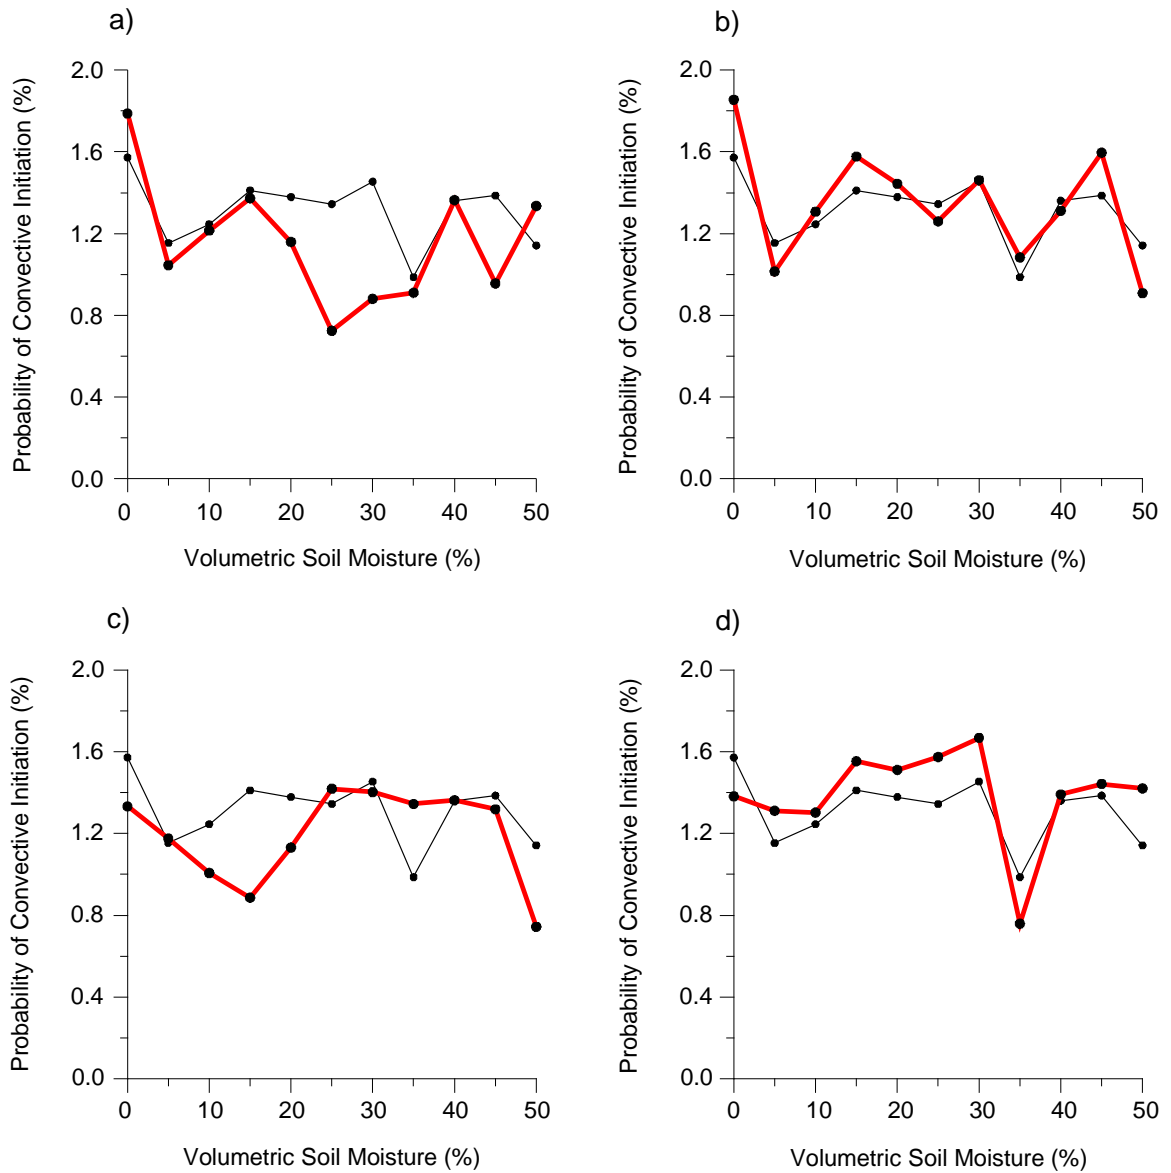 a)
Probability of Convective Initiation (%)
2.0
1.6
1.2
0.8
0.4
0.0
0 10 20 30 40 50
Volumetric Soil Moisture (%)
b)
Probability of Convective Initiation (%)
2.0
1.6
1.2
0.8
0.4
0.0
0 10 20 30 40 50
Volumetric Soil Moisture (%)
c)
Probability of Convective Initiation (%)
2.0
1.6
1.2
0.8
0.4
0.0
0 10 20 30 40 50
Volumetric Soil Moisture (%)
d)
Probability of Convective Initiation (%)
2.0
1.6
1.2
0.8
0.4
0.0
0 10 20 30 40 50
Volumetric Soil Moisture (%)